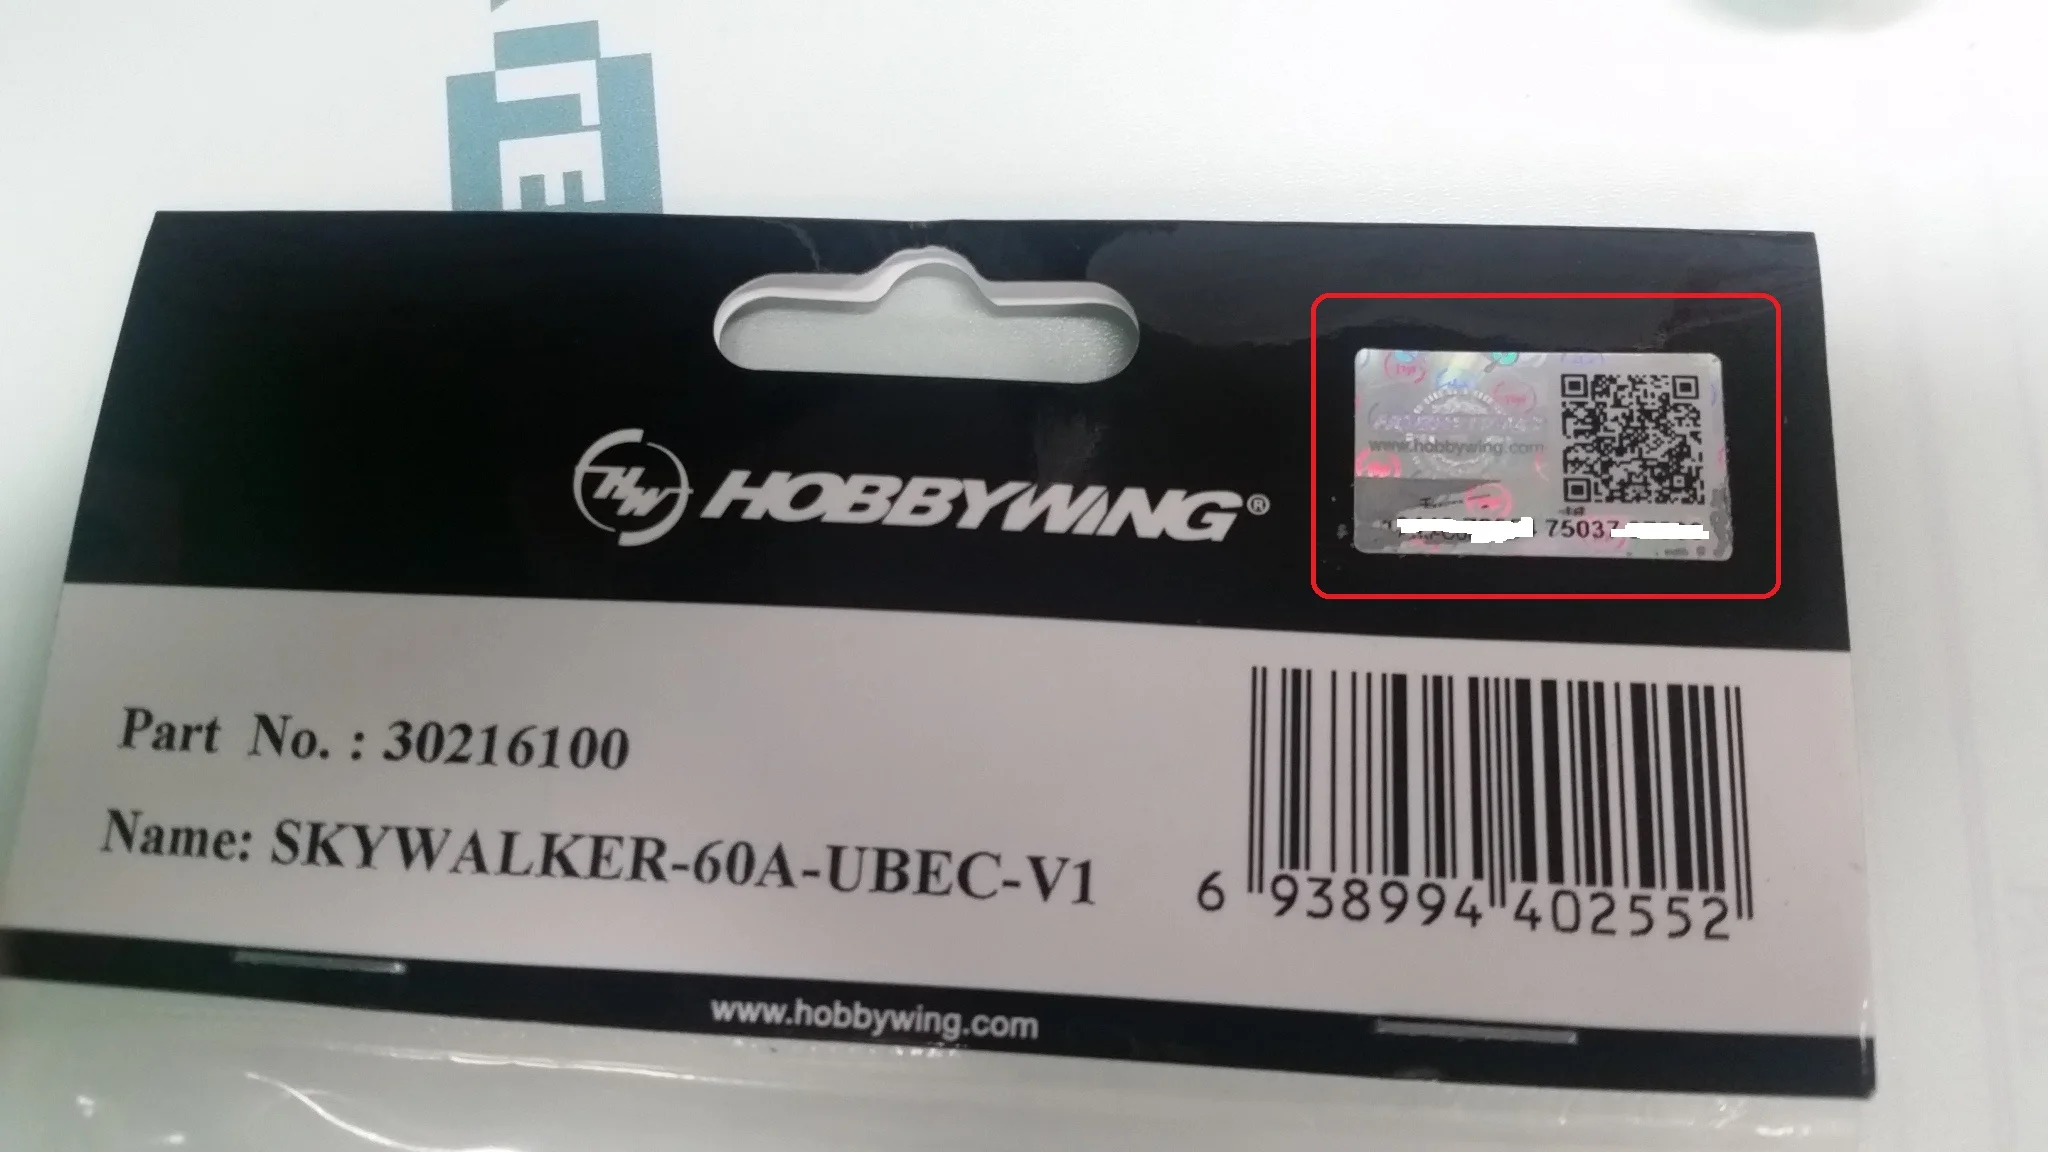 HW HOBBYWING®
www.hobbywing.com
75037
Part No. : 30216100
Name: SKYWALKER-60A-UBEC-V1
6 938994 402552
www.hobbywing.com